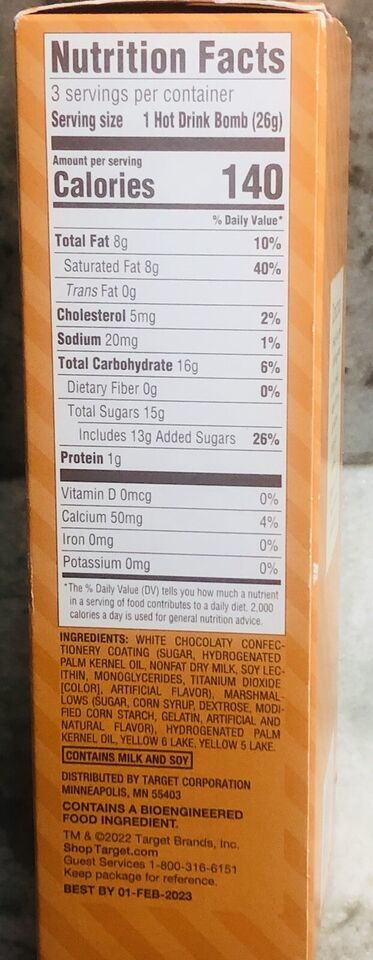 Nutrition Facts
3 servings per container
Serving size 1 Hot Drink Bomb (26g)
Amount per serving
Calories 140
% Daily Value*
Total Fat 8g 10%
Saturated Fat 8g 40%
Trans Fat 0g
Cholesterol 5mg 2%
Sodium 20mg 1%
Total Carbohydrate 16g 6%
Dietary Fiber 0g 0%
Total Sugars 15g
Includes 13g Added Sugars 26%
Protein 1g
Vitamin D 0mcg 0%
Calcium 50mg 4%
Iron 0mg 0%
Potassium 0mg 0%
*The % Daily Value (DV) tells you how much a nutrient
in a serving of food contributes to a daily diet. 2,000
calories a day is used for general nutrition advice.
INGREDIENTS: WHITE CHOCOLATY CONFEC-
TIONERY COATING (SUGAR, HYDROGENATED
PALM KERNEL OIL, NONFAT DRY MILK, SOY LEC-
ITHIN, MONOGLYCERIDES, TITANIUM DIOXIDE
[COLOR], ARTIFICIAL FLAVOR), MARSHMAL-
LOWS (SUGAR, CORN SYRUP, DEXTROSE, MODI-
FIED CORN STARCH, GELATIN, ARTIFICIAL AND
NATURAL FLAVOR), HYDROGENATED PALM
KERNEL OIL, YELLOW 6 LAKE, YELLOW 5 LAKE.
CONTAINS MILK AND SOY
DISTRIBUTED BY TARGET CORPORATION
MINNEAPOLIS, MN 55403
CONTAINS A BIOENGINEERED
FOOD INGREDIENT.
TM & ©2022 Target Brands, Inc.
ShopTarget.com
Guest Services 1-800-316-6151
Keep package for reference.
BEST BY 01-FEB-2023